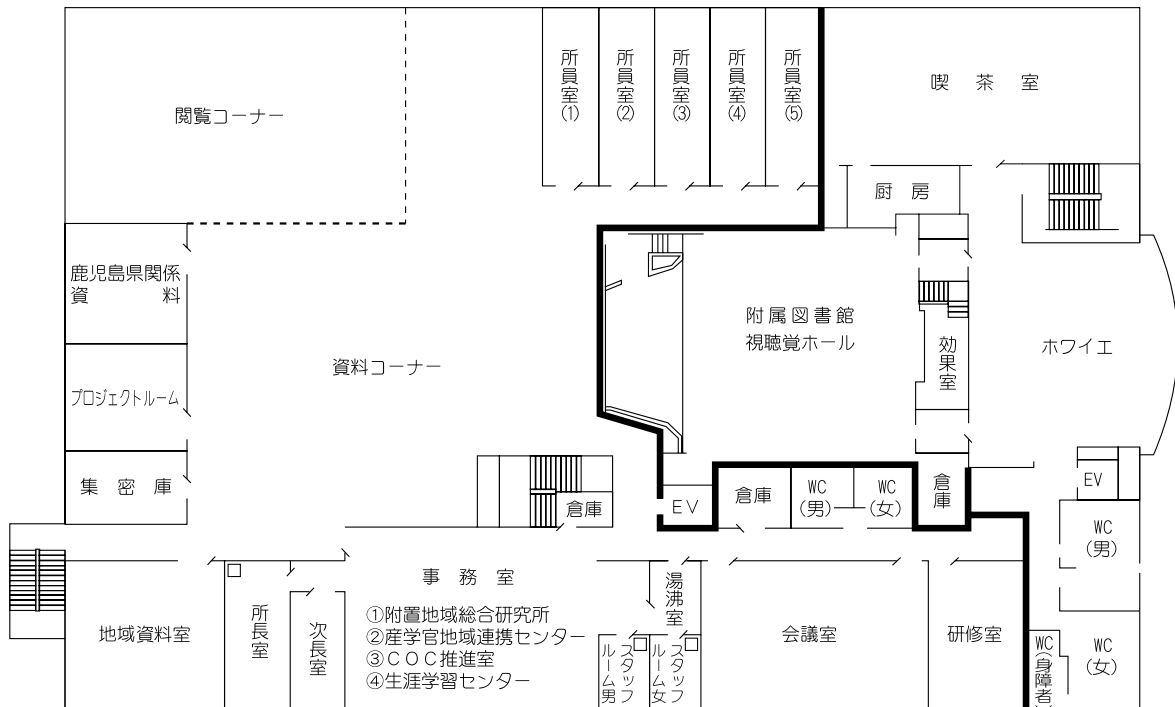 閲覧コーナー
所員室(1)
所員室(2)
所員室(3)
所員室(4)
所員室(5)
喫茶室
厨房
鹿児島県関係
資料
プロジェクトルーム
集密庫
資料コーナー
附属図書館
視聴覚ホール
効果室
ホワイエ
倉庫
EV
倉庫
WC
(男)
WC
(女)
倉庫
EV
WC
(男)
地域資料室
所長室
次長室
事務室
①附置地域総合研究所
②産学官地域連携センター
③COC推進室
④生涯学習センター
湯沸室
スタッフ
ルーム男
スタッフ
ルーム女
会議室
研修室
WC
(身障者)
WC
(女)